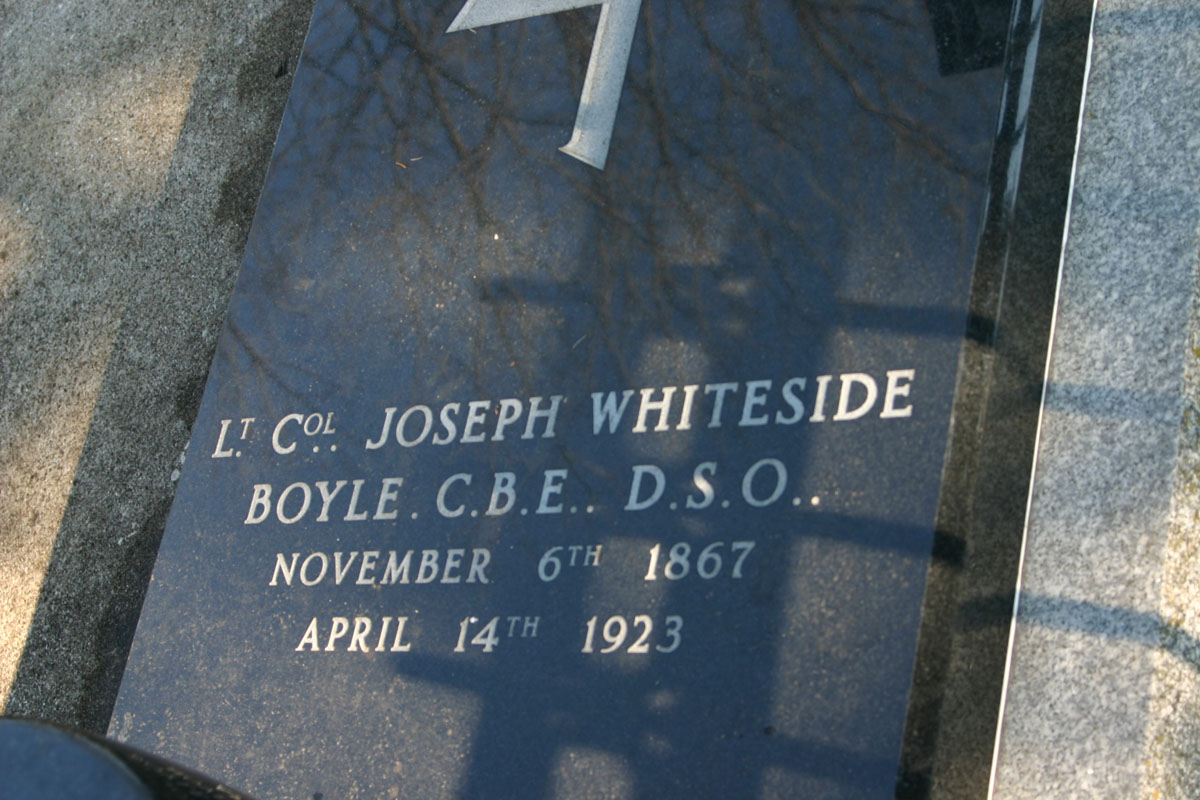 LT. COL.. JOSEPH WHITESIDE
BOYLE. C.B.E.. D.S.O..
NOVEMBER 6TH 1867
APRIL 14TH 1923